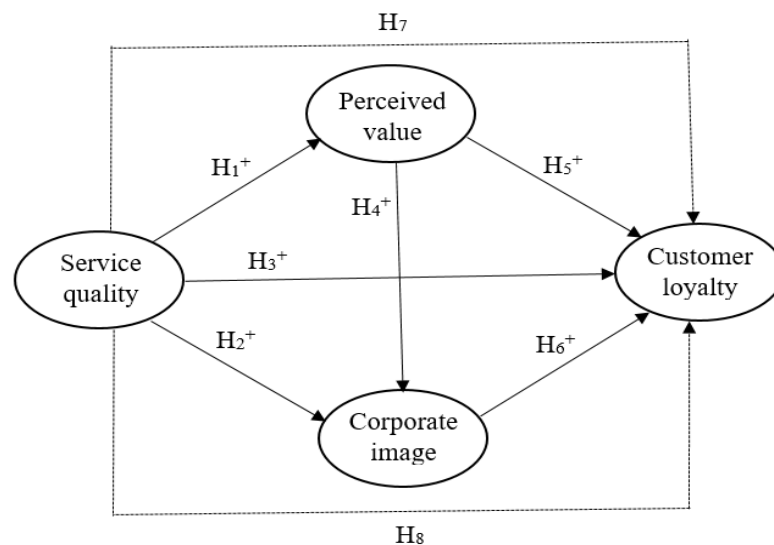 H₇
Perceived
value
H₁⁺
H₅⁺
H₄⁺
Service
quality
H₃⁺
Customer
loyalty
H₂⁺
H₆⁺
Corporate
image
H₈